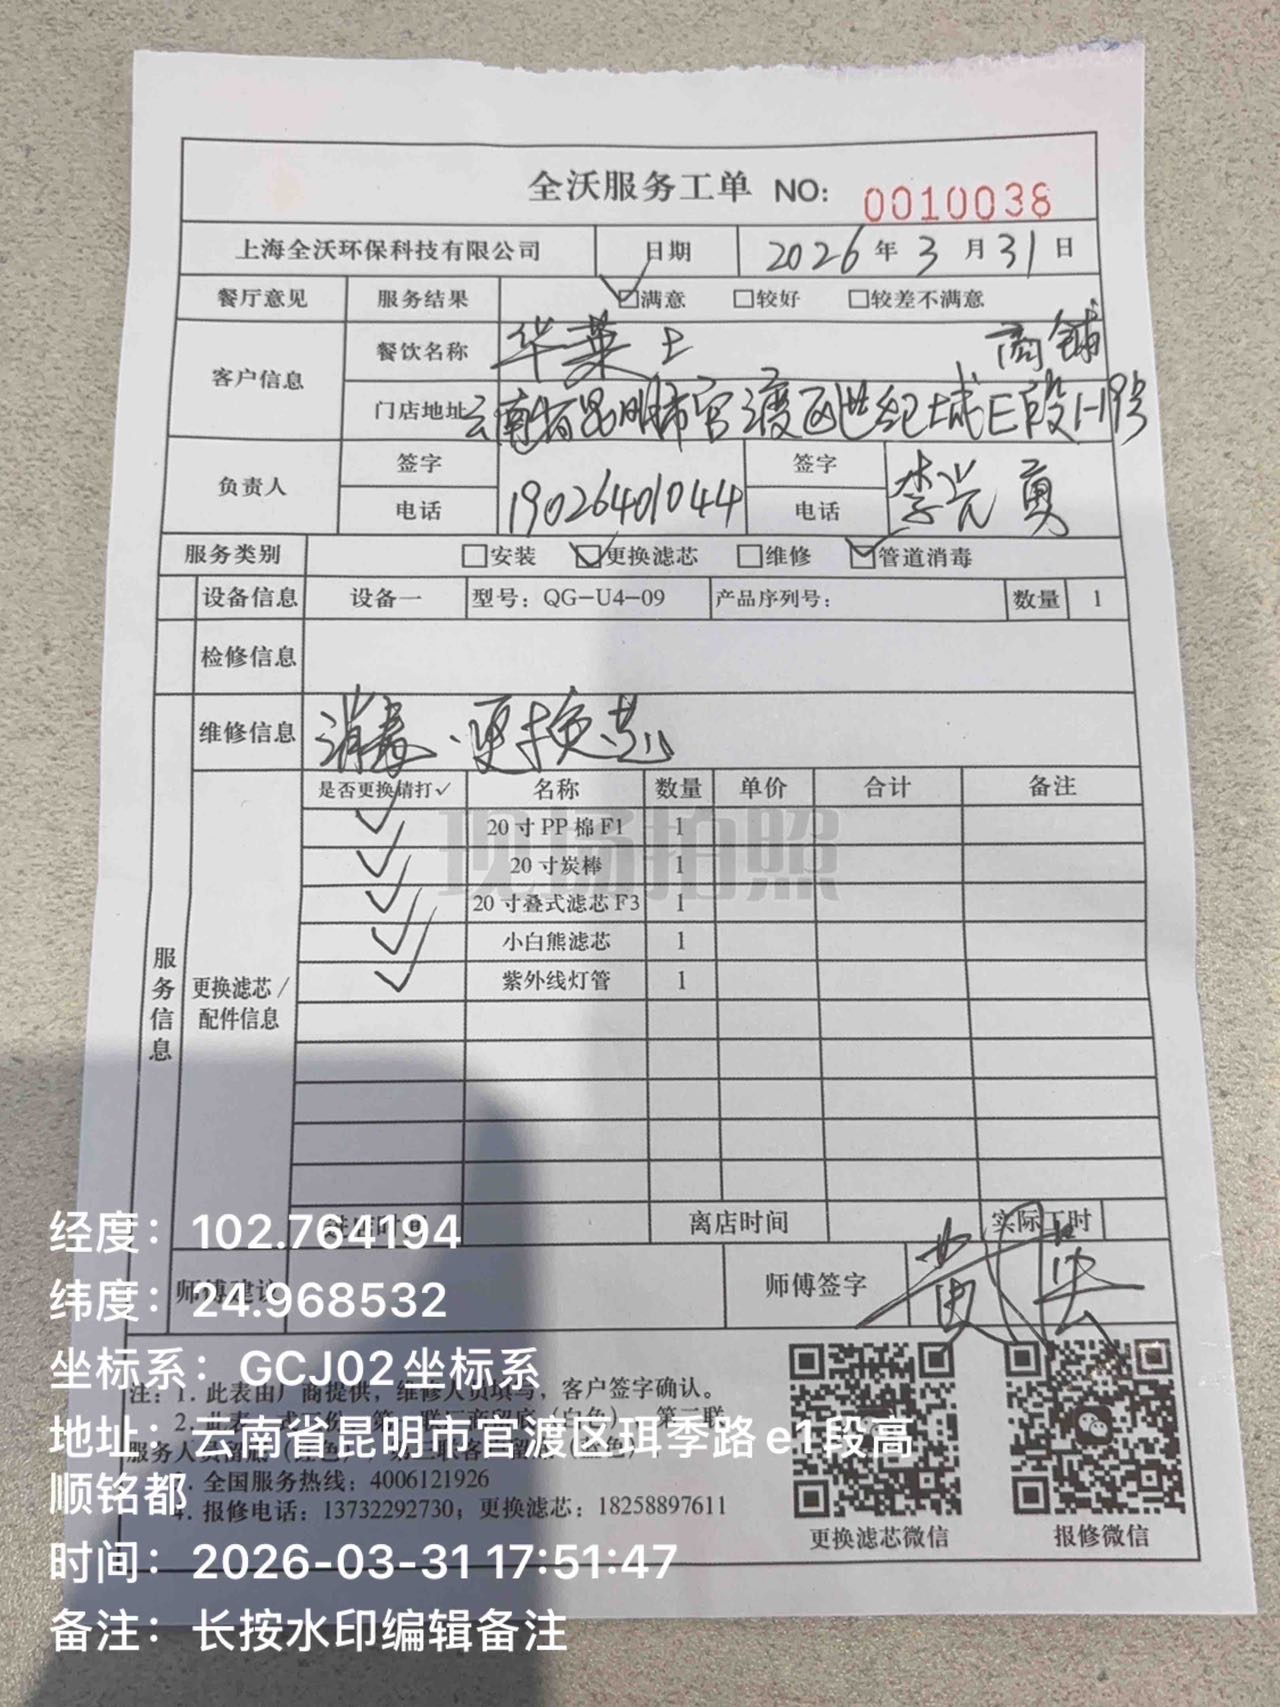 全沃服务工单 NO: 0010038
上海全沃环保科技有限公司 日期 2026年3月31日
餐厅意见 服务结果 ☑满意 □较好 □较差不满意
客户信息 餐饮名称 华莱士 商铺
门店地址 云南省昆明市官渡区世纪城E段1-19号
负责人 签字 签字
电话 19026401044 电话 李兴勇
服务类别 □安装 ☑更换滤芯 □维修 ☑管道消毒
设备信息 设备一 型号：QG-U4-09 产品序列号： 数量 1
检修信息
维修信息 消毒、更换芯
服务信息
更换滤芯/配件信息
是否更换请打✓ 名称 数量 单价 合计 备注
✓ 20寸PP棉F1 1
✓ 20寸炭棒 1
✓ 20寸叠式滤芯F3 1
✓ 小白熊滤芯 1
✓ 紫外线灯管 1
现场拍照
进店时间 离店时间 实际工时
师傅建议 师傅签字
注：1. 此表由厂商提供，维修人员填写，客户签字确认。
3. 全国服务热线：4006121926
4. 报修电话：13732292730；更换滤芯：18258897611
更换滤芯微信 报修微信
经度：102.764194
纬度：24.968532
坐标系：GCJ02坐标系
地址：云南省昆明市官渡区珥季路e1段高
顺铭都
时间：2026-03-31 17:51:47
备注：长按水印编辑备注